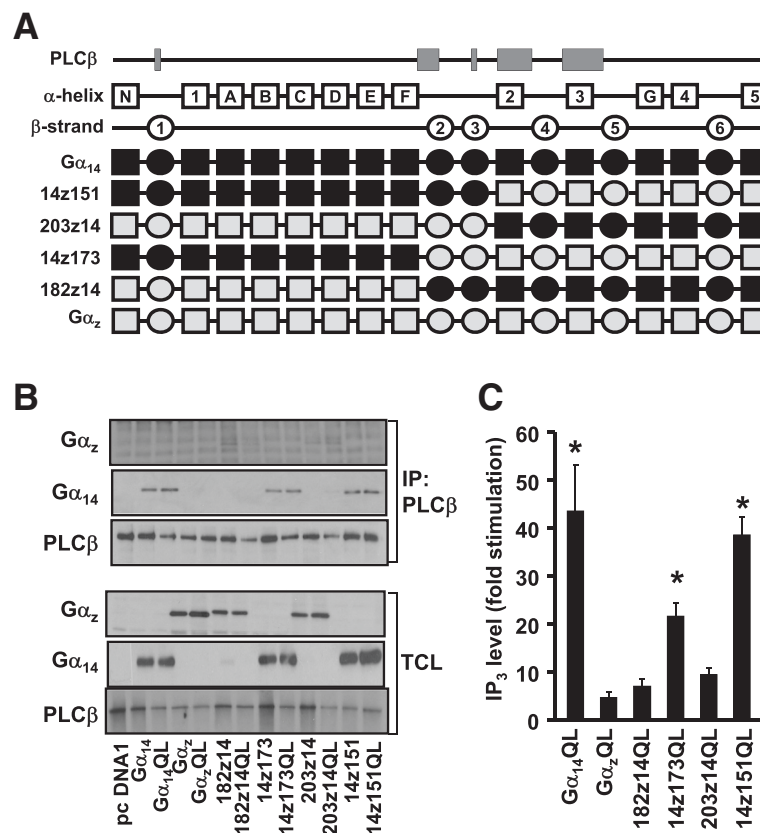 A
PLCβ
α-helix N 1 A B C D E F 2 3 G 4 5
β-strand 1 2 3 4 5 6
Gα14
14z151
203z14
14z173
182z14
Gαz
B
Gαz
Gα14
PLCβ
IP:
PLCβ
Gαz
Gα14
PLCβ
TCL
pc DNA1
Gα14
Gα14QL
Gαz
GαzQL
182z14
182z14QL
14z173
14z173QL
203z14
203z14QL
14z151
14z151QL
C
IP3 level (fold stimulation)
60
50
40
30
20
10
0
*
*
*
Gα14QL
GαzQL
182z14QL
14z173QL
203z14QL
14z151QL